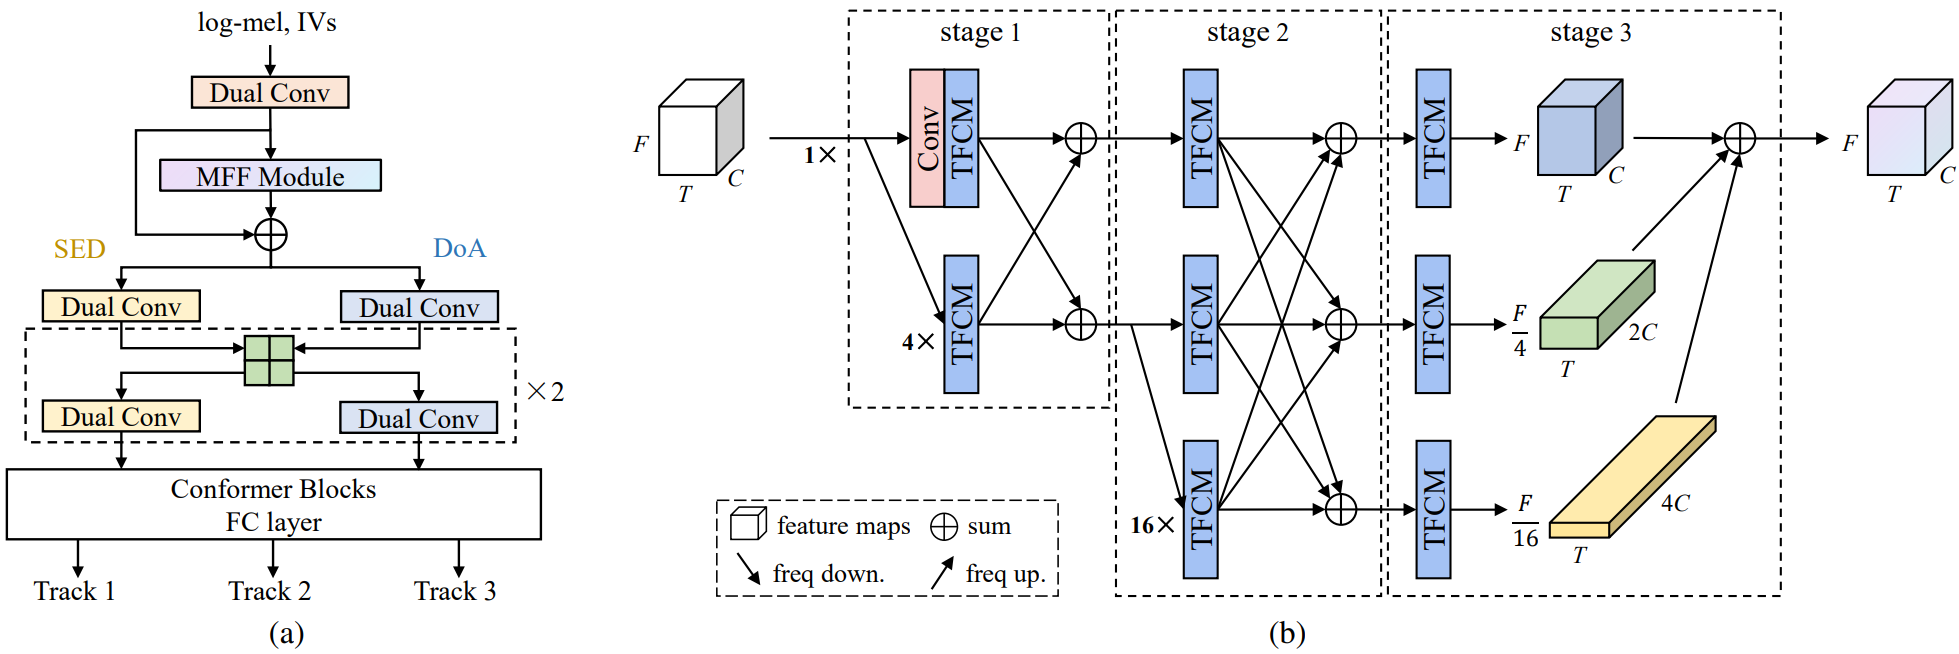 log-mel, IVs
Dual Conv
MFF Module
SED
DoA
Dual Conv
Dual Conv
×2
Dual Conv
Dual Conv
Conformer Blocks
FC layer
Track 1
Track 2
Track 3
(a)
stage 1
stage 2
stage 3
F
T
C
1×
Conv
TFCM
4×
TFCM
TFCM
TFCM
16×
TFCM
TFCM
F
T
C
TFCM
F/4
T
2C
TFCM
F/16
T
4C
F
T
C
feature maps
sum
freq down.
freq up.
(b)